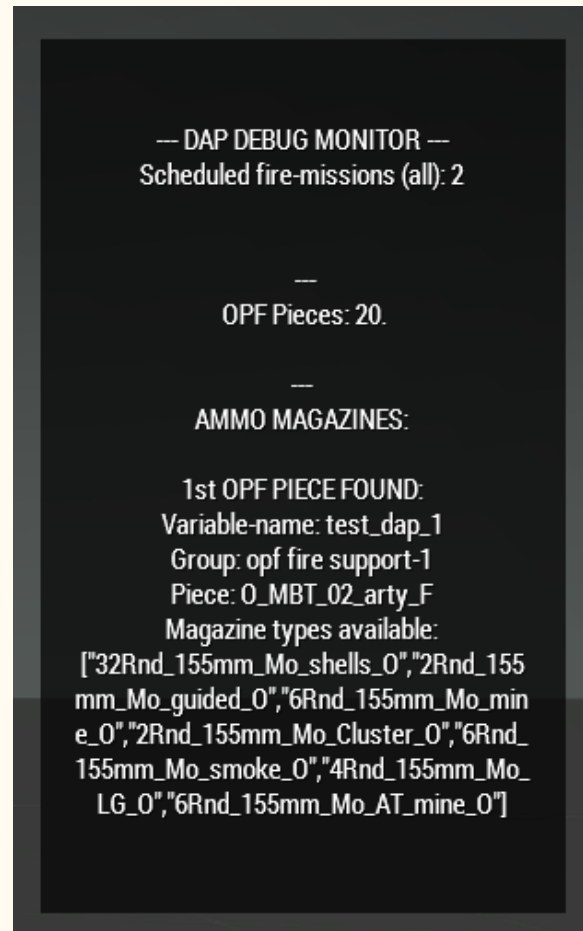 --- DAP DEBUG MONITOR ---
Scheduled fire-missions (all): 2
---
OPF Pieces: 20.
---
AMMO MAGAZINES:
1st OPF PIECE FOUND:
Variable-name: test_dap_1
Group: opf fire support-1
Piece: O_MBT_02_arty_F
Magazine types available:
["32Rnd_155mm_Mo_shells_O","2Rnd_155
mm_Mo_guided_O","6Rnd_155mm_Mo_min
e_O","2Rnd_155mm_Mo_Cluster_O","6Rnd_
155mm_Mo_smoke_O","4Rnd_155mm_Mo_
LG_O","6Rnd_155mm_Mo_AT_mine_O"]